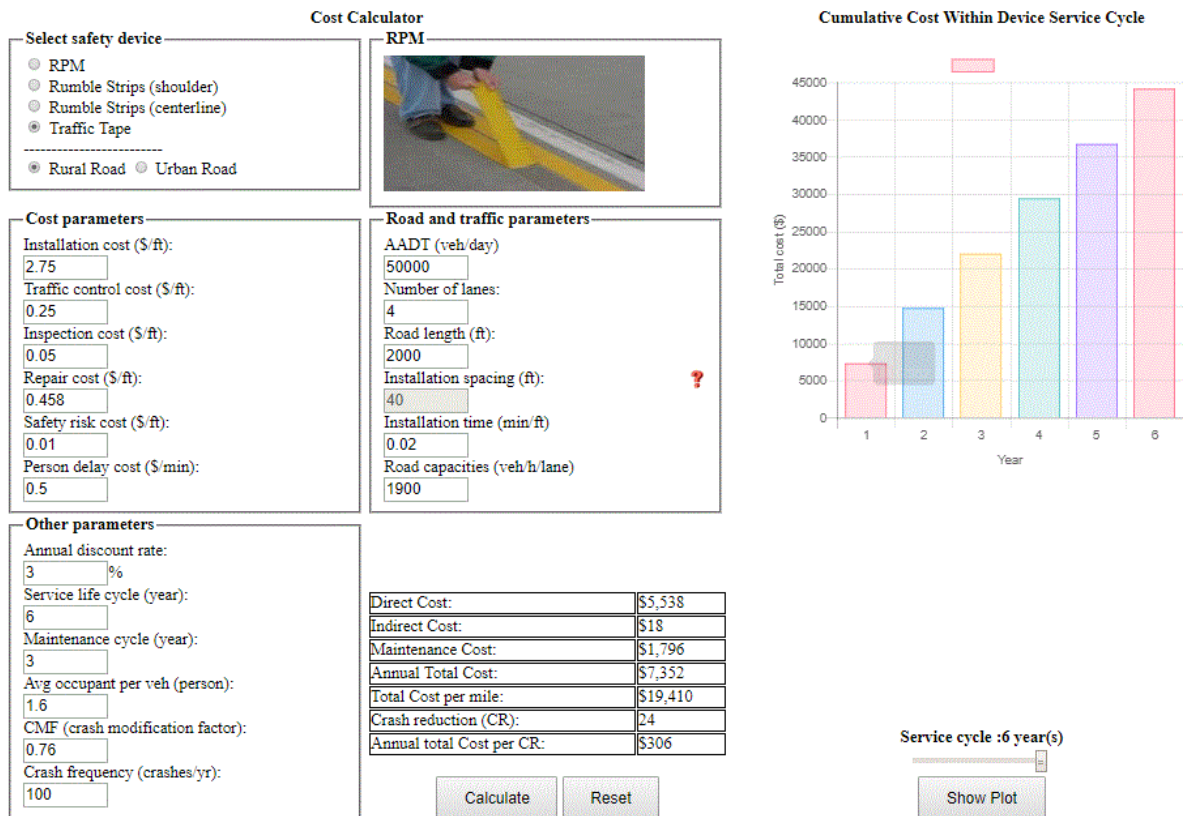 Cost Calculator
Select safety device
RPM
Rumble Strips (shoulder)
Rumble Strips (centerline)
Traffic Tape
-------------------------
Rural Road Urban Road
RPM
Cost parameters
Installation cost ($/ft):
2.75
Traffic control cost ($/ft):
0.25
Inspection cost ($/ft):
0.05
Repair cost ($/ft):
0.458
Safety risk cost ($/ft):
0.01
Person delay cost ($/min):
0.5
Road and traffic parameters
AADT (veh/day)
50000
Number of lanes:
4
Road length (ft):
2000
Installation spacing (ft):
?
40
Installation time (min/ft)
0.02
Road capacities (veh/h/lane)
1900
Other parameters
Annual discount rate:
3 %
Service life cycle (year):
6
Maintenance cycle (year):
3
Avg occupant per veh (person):
1.6
CMF (crash modification factor):
0.76
Crash frequency (crashes/yr):
100
Direct Cost: $5,538
Indirect Cost: $18
Maintenance Cost: $1,796
Annual Total Cost: $7,352
Total Cost per mile: $19,410
Crash reduction (CR): 24
Annual total Cost per CR: $306
Calculate Reset
Cumulative Cost Within Device Service Cycle
45000
40000
35000
30000
25000
20000
15000
10000
5000
0
Total cost ($)
1 2 3 4 5 6
Year
Service cycle :6 year(s)
Show Plot